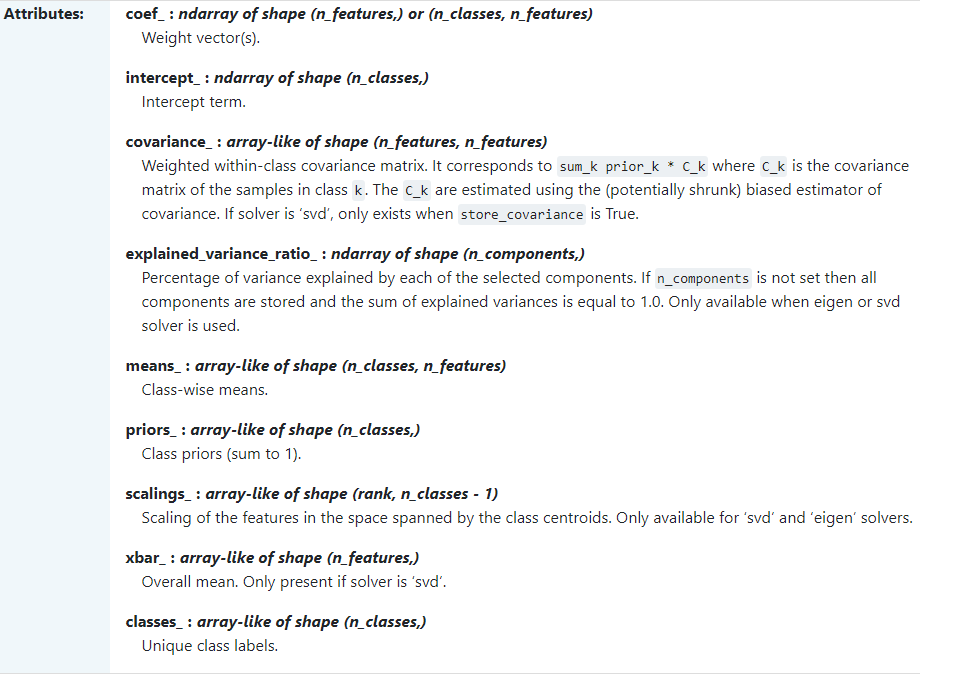 Attributes:
coef_ : ndarray of shape (n_features,) or (n_classes, n_features)
Weight vector(s).
intercept_ : ndarray of shape (n_classes,)
Intercept term.
covariance_ : array-like of shape (n_features, n_features)
Weighted within-class covariance matrix. It corresponds to sum_k prior_k * C_k where C_k is the covariance
matrix of the samples in class k. The C_k are estimated using the (potentially shrunk) biased estimator of
covariance. If solver is ‘svd’, only exists when store_covariance is True.
explained_variance_ratio_ : ndarray of shape (n_components,)
Percentage of variance explained by each of the selected components. If n_components is not set then all
components are stored and the sum of explained variances is equal to 1.0. Only available when eigen or svd
solver is used.
means_ : array-like of shape (n_classes, n_features)
Class-wise means.
priors_ : array-like of shape (n_classes,)
Class priors (sum to 1).
scalings_ : array-like of shape (rank, n_classes - 1)
Scaling of the features in the space spanned by the class centroids. Only available for ‘svd’ and ‘eigen’ solvers.
xbar_ : array-like of shape (n_features,)
Overall mean. Only present if solver is ‘svd’.
classes_ : array-like of shape (n_classes,)
Unique class labels.